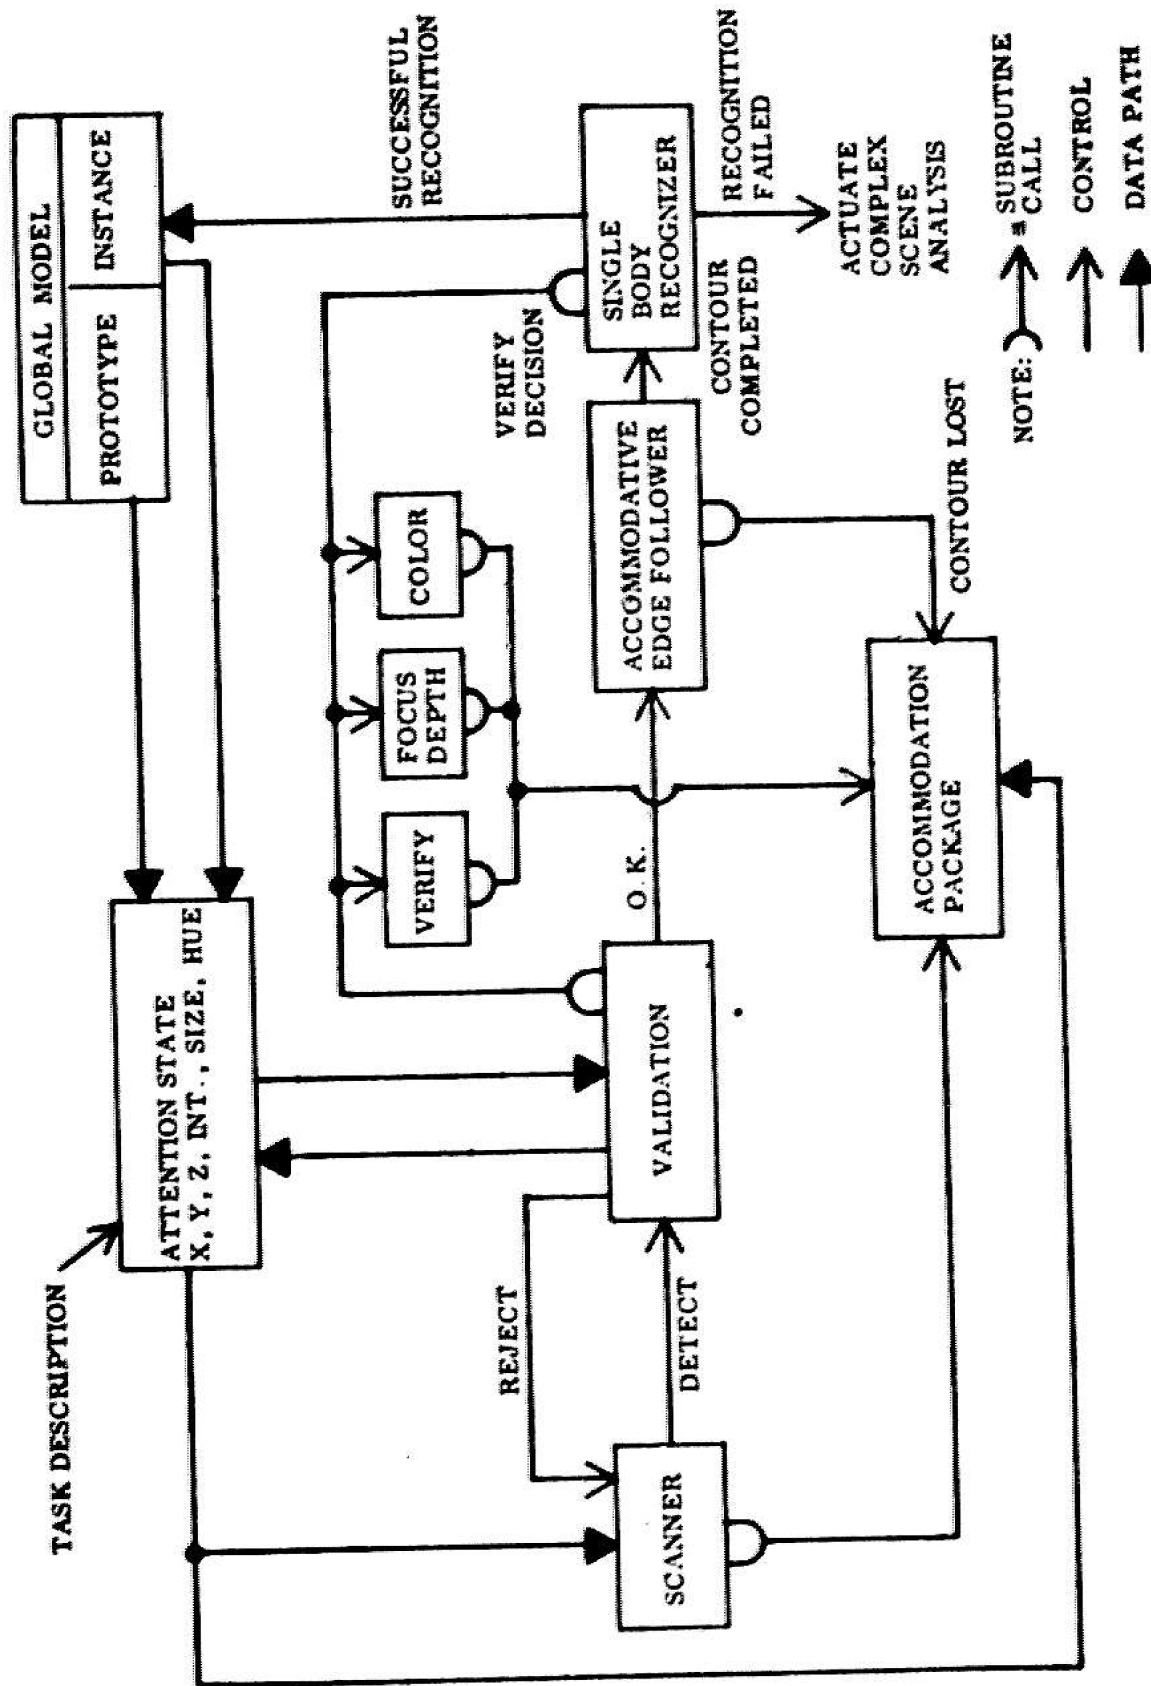 TASK DESCRIPTION
ATTENTION STATE
X, Y, Z, INT., SIZE, HUE
GLOBAL MODEL
PROTOTYPE
INSTANCE
REJECT
VERIFY
FOCUS
DEPTH
COLOR
VERIFY
DECISION
SUCCESSFUL
RECOGNITION
SCANNER
DETECT
VALIDATION
O.K.
ACCOMMODATIVE
EDGE FOLLOWER
CONTOUR
COMPLETED
SINGLE
BODY
RECOGNIZER
RECOGNITION
FAILED
ACTUATE
COMPLEX
SCENE
ANALYSIS
ACCOMMODATION
PACKAGE
CONTOUR LOST
NOTE:
= SUBROUTINE
CALL
CONTROL
DATA PATH